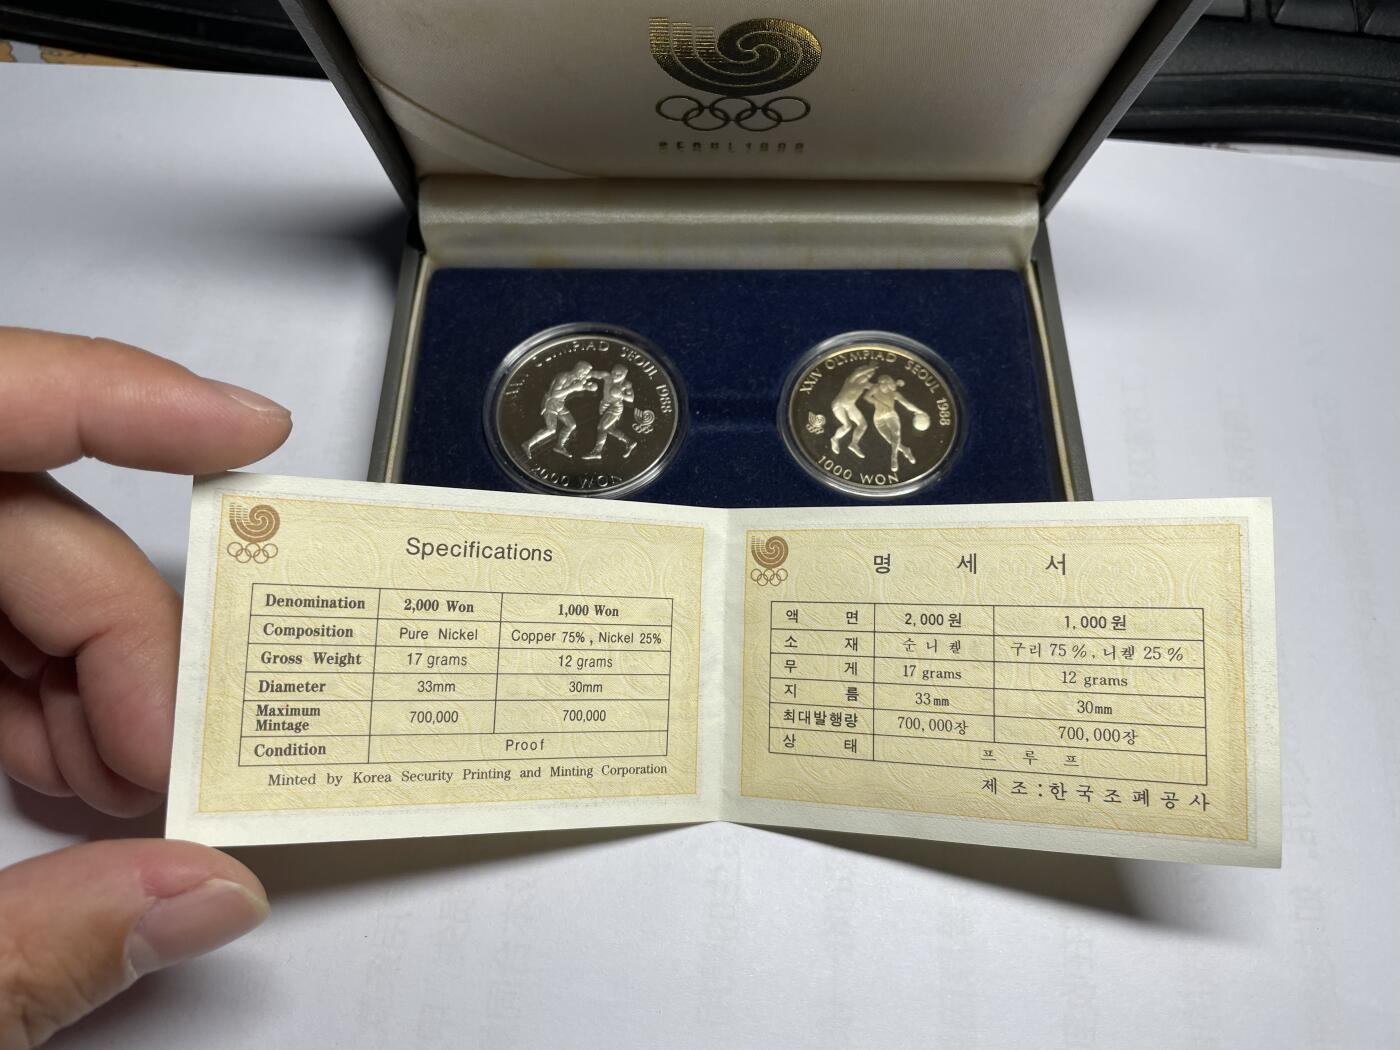 SEOUL 1988
OLYMPIAD SEOUL 1988
2000 WON
XXIV OLYMPIAD SEOUL 1988
1000 WON
Specifications
Denomination 2,000 Won 1,000 Won
Composition Pure Nickel Copper 75%, Nickel 25%
Gross Weight 17 grams 12 grams
Diameter 33mm 30mm
Maximum Mintage 700,000 700,000
Condition Proof
Minted by Korea Security Printing and Minting Corporation
명 세 서
액 면 2,000원 1,000원
소 재 순 니 켈 구리 75%, 니켈 25%
무 게 17 grams 12 grams
지 름 33mm 30mm
최대발행량 700,000장 700,000장
상 태 프 루 프
제 조 : 한 국 조 폐 공 사